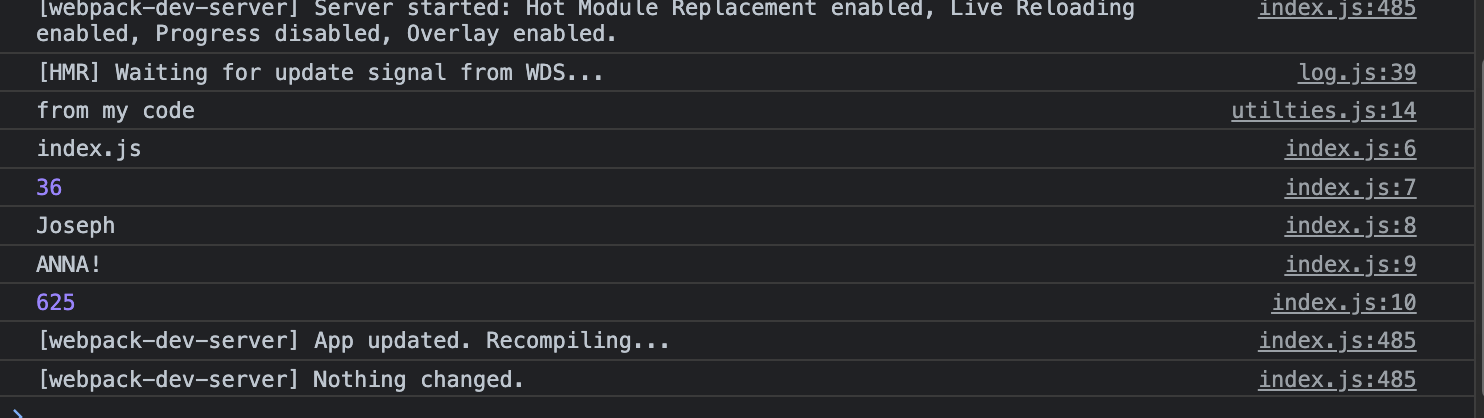 [webpack-dev-server] Server started: Hot Module Replacement enabled, Live Reloading index.js:485
enabled, Progress disabled, Overlay enabled.
[HMR] Waiting for update signal from WDS... log.js:39
from my code utilties.js:14
index.js index.js:6
36 index.js:7
Joseph index.js:8
ANNA! index.js:9
625 index.js:10
[webpack-dev-server] App updated. Recompiling... index.js:485
[webpack-dev-server] Nothing changed. index.js:485